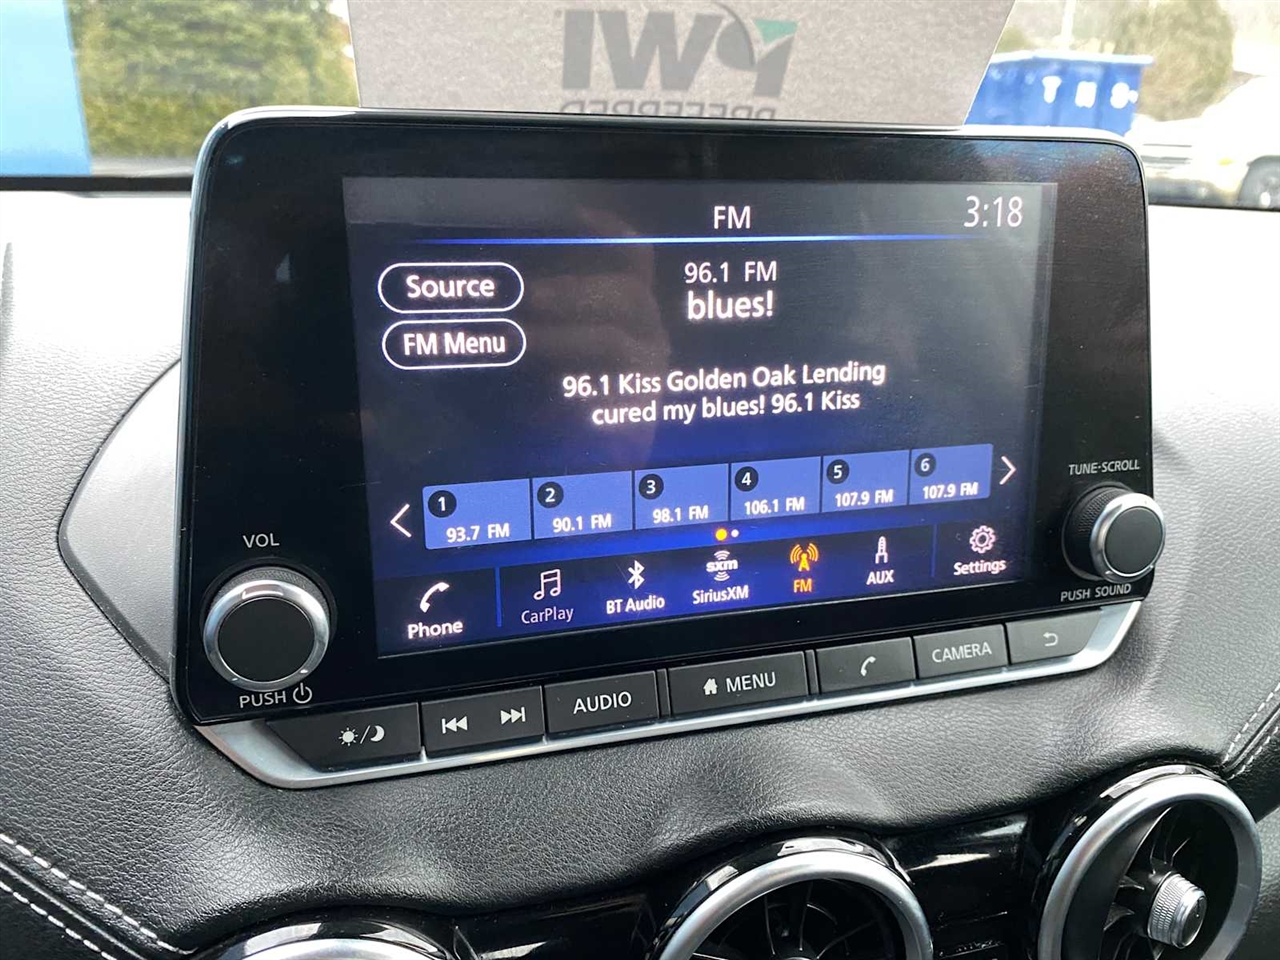 PWI
PREFERRED
T N S
FM
3:18
Source
96.1 FM
blues!
FM Menu
96.1 Kiss Golden Oak Lending
cured my blues! 96.1 Kiss
1
93.7 FM
2
90.1 FM
3
98.1 FM
4
106.1 FM
5
107.9 FM
6
107.9 FM
Phone
CarPlay
BT Audio
sxm
SiriusXM
FM
AUX
Settings
VOL
PUSH
TUNE·SCROLL
PUSH SOUND
AUDIO
MENU
CAMERA